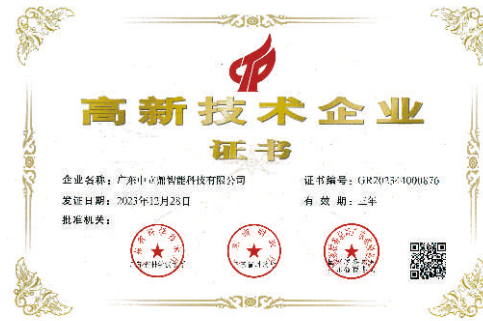 高新技术企业
证书
企业名称：广东中立鼎智能科技有限公司
证书编号：GR202344000876
发证日期：2023年12月28日
有效期：三年
批准机关：